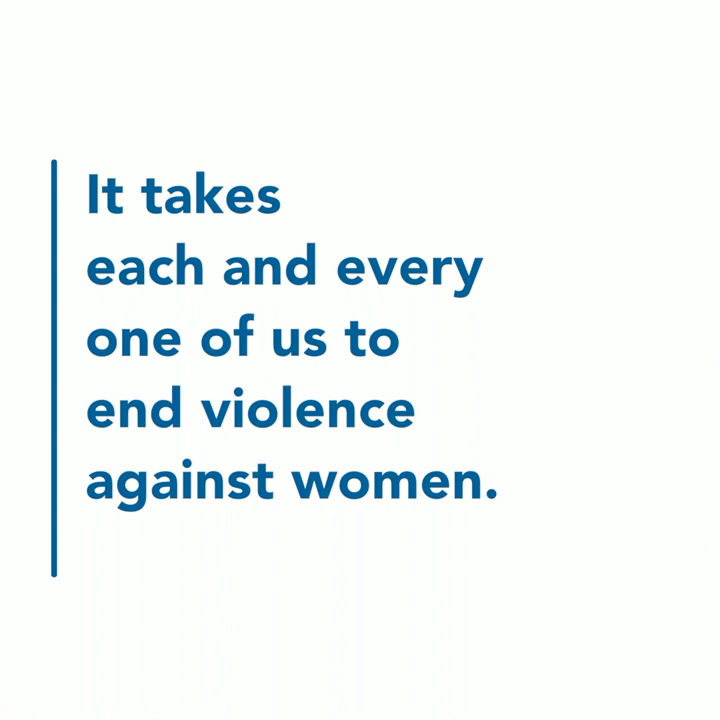 It takes
each and every
one of us to
end violence
against women.